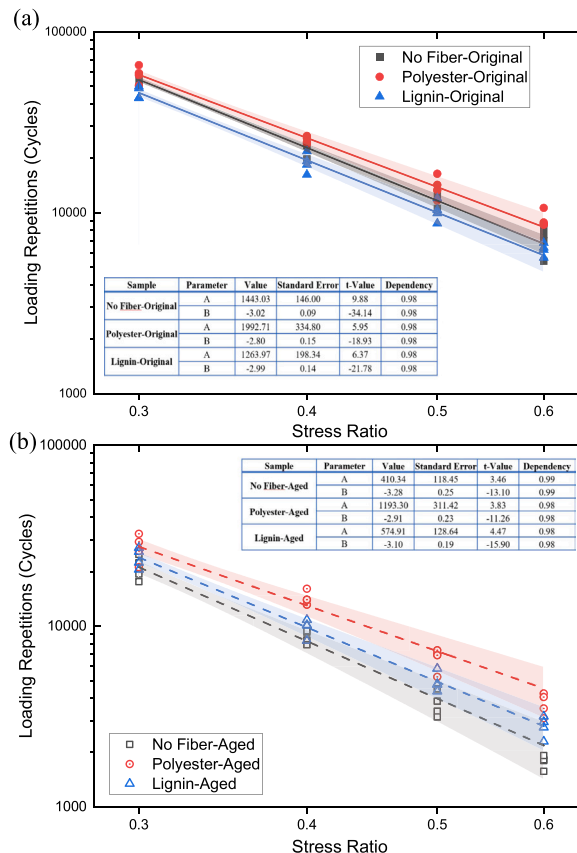 (a)
100000
10000
1000
Loading Repetitions (Cycles)
No Fiber-Original
Polyester-Original
Lignin-Original
Sample Parameter Value Standard Error t-Value Dependency
No Fiber-Original A 1443.03 146.00 9.88 0.98
B -3.02 0.09 -34.14 0.98
Polyester-Original A 1992.71 334.80 5.95 0.98
B -2.80 0.15 -18.93 0.98
Lignin-Original A 1263.97 198.34 6.37 0.98
B -2.99 0.14 -21.78 0.98
0.3 0.4 0.5 0.6
Stress Ratio
(b)
100000
10000
1000
Loading Repetitions (Cycles)
Sample Parameter Value Standard Error t-Value Dependency
No Fiber-Aged A 410.34 118.45 3.46 0.99
B -3.28 0.25 -13.10 0.99
Polyester-Aged A 1193.30 311.42 3.83 0.98
B -2.91 0.23 -11.26 0.98
Lignin-Aged A 574.91 128.64 4.47 0.98
B -3.10 0.19 -15.90 0.98
No Fiber-Aged
Polyester-Aged
Lignin-Aged
0.3 0.4 0.5 0.6
Stress Ratio